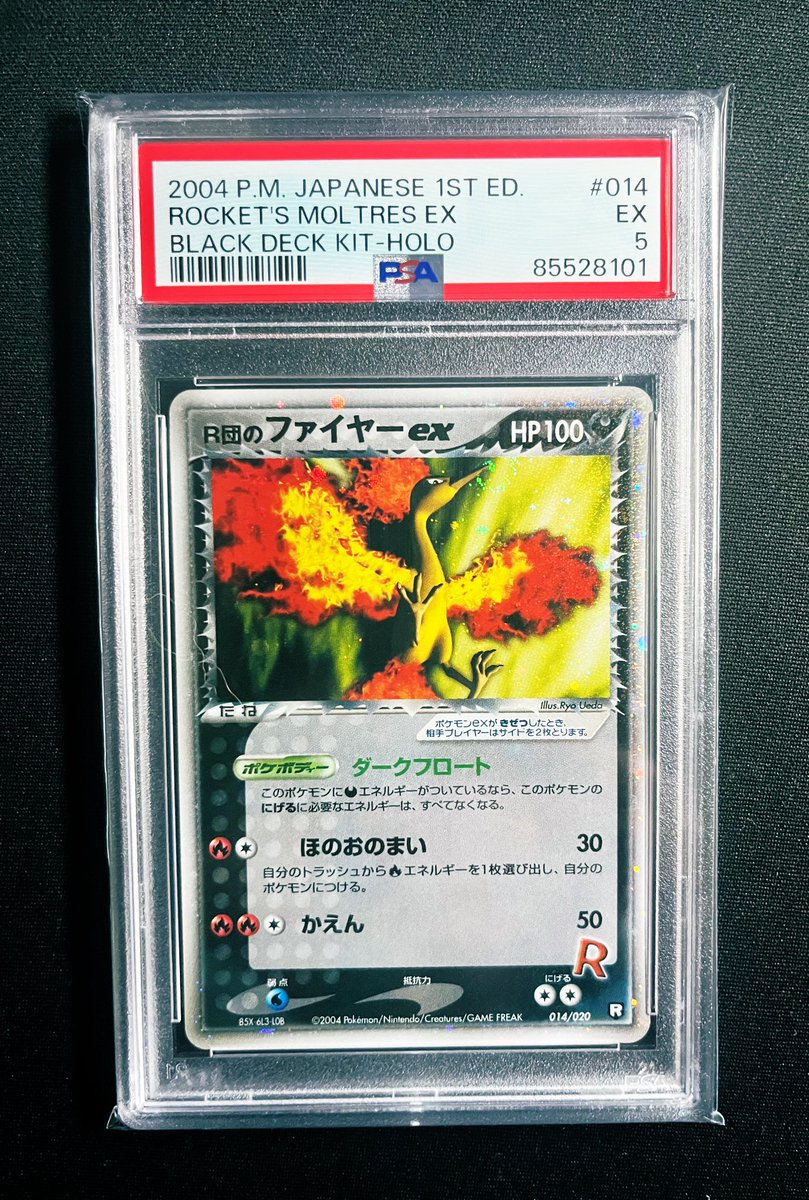 2004 P.M. JAPANESE 1ST ED. #014
ROCKET'S MOLTRES EX EX
BLACK DECK KIT-HOLO 5
PSA 85528101
R団のファイヤーex HP100
たね
Illus.Ryo Ueda
ポケモンexがきぜつしたとき、
相手プレイヤーはサイドを2枚とります。
ポケボディー ダークフロート
このポケモンにエネルギーがついているなら、このポケモンの
にげるに必要なエネルギーは、すべてなくなる。
ほのおのまい 30
自分のトラッシュからエネルギーを1枚選び出し、自分の
ポケモンにつける。
かえん 50
R
弱点 抵抗力 にげる
85X 6L3 L0B ©2004 Pokémon/Nintendo/Creatures/GAME FREAK 014/020 R